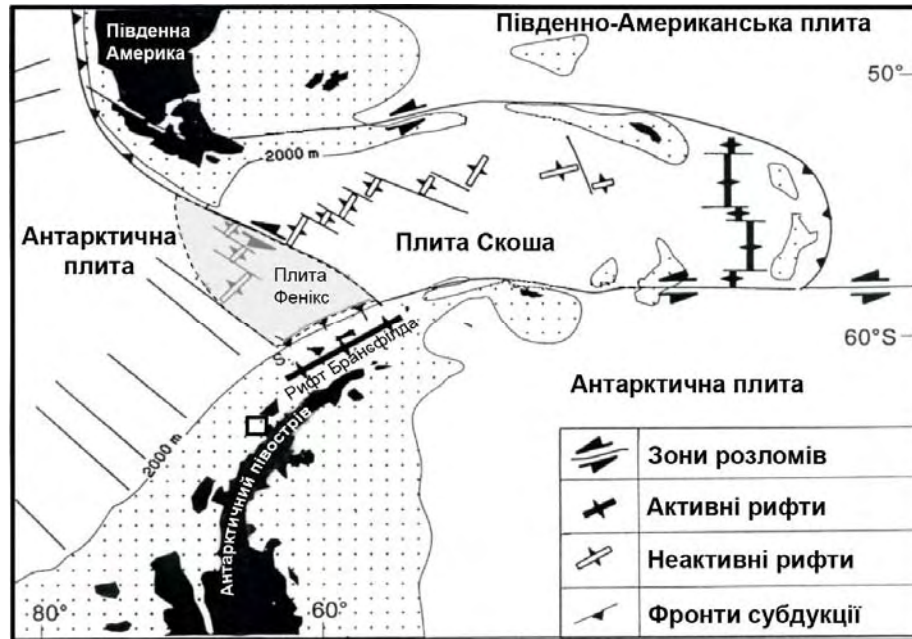 Південна
Америка
Південно-Американська плита
50°
2000 m
Антарктична
плита
Плита Скоша
Плита
Фенікс
S
Рифт Брансфілда
60°S
Антарктична плита
2000 m
Антарктичний півострів
80°
60°
Зони розломів
Активні рифти
Неактивні рифти
Фронти субдукції